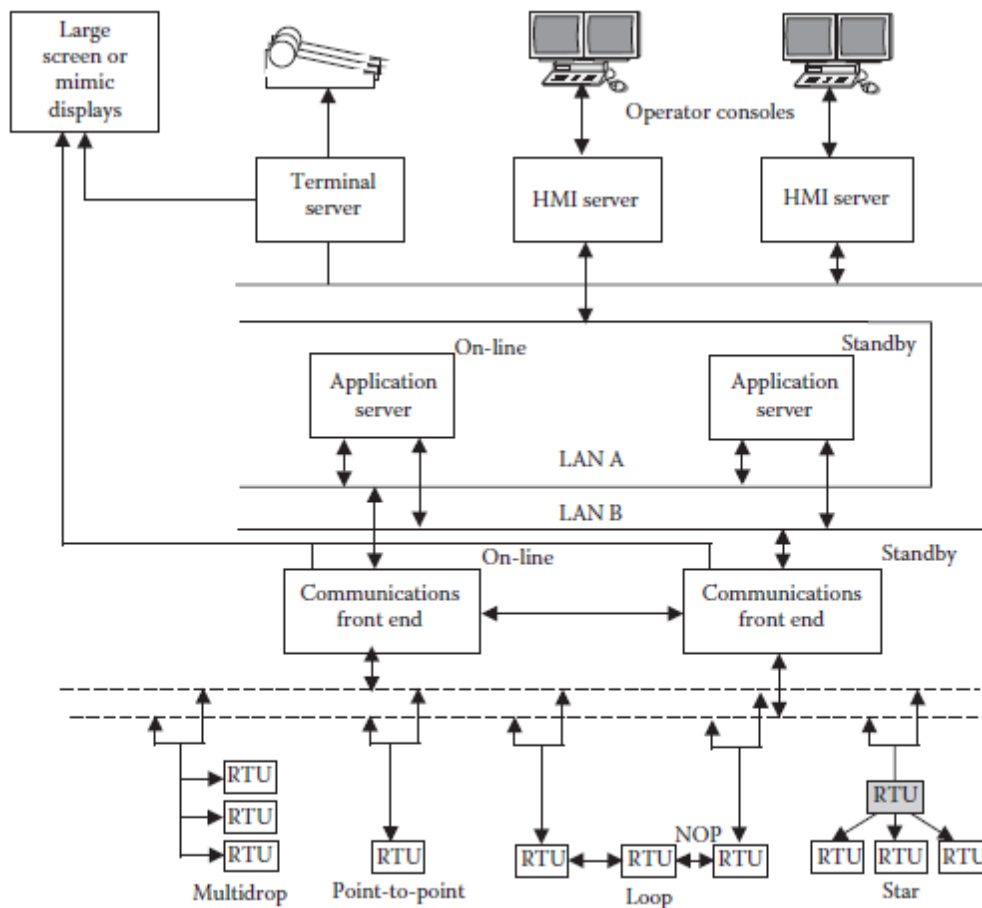 Large
screen or
mimic
displays
Operator consoles
Terminal
server
HMI server
HMI server
On-line
Standby
Application
server
Application
server
LAN A
LAN B
On-line
Standby
Communications
front end
Communications
front end
RTU
RTU
RTU
Multidrop
RTU
Point-to-point
RTU
RTU
NOP
RTU
Loop
RTU
RTU
RTU
RTU
Star